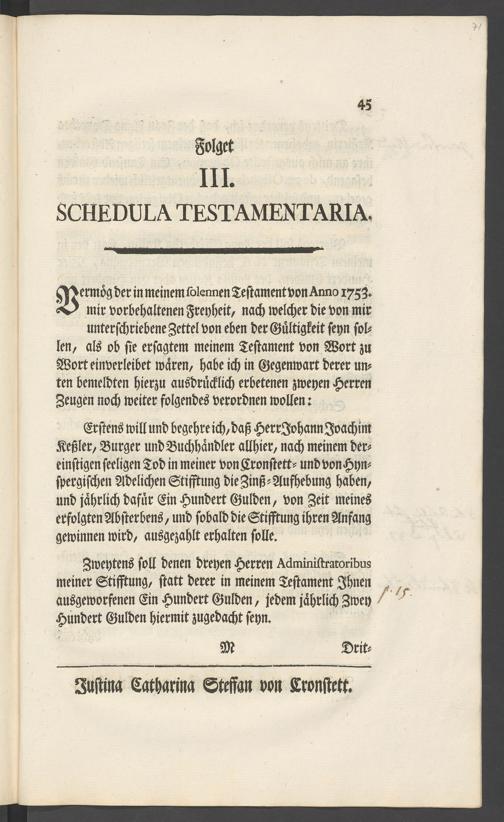 71
45
Folget
III.
SCHEDULA TESTAMENTARIA.
Vermög der in meinem solennen Testament von Anno 1753.
mir vorbehaltenen Freyheit, nach welcher die von mir
unterschriebene Zettel von eben der Gültigkeit seyn sol-
len, als ob sie ersagtem meinem Testament von Wort zu
Wort einverleibet wären, habe ich in Gegenwart derer un-
ten bemeldten hierzu ausdrücklich erbetenen zweyen Herren
Zeugen noch weiter folgendes verordnen wollen:
Erstens will und begehre ich, daß Herr Johann Joachim
Keßler, Burger und Buchhändler allhier, nach meinem der-
einstigen seeligen Tod in meiner von Cronstett- und von Hyn-
spergischen Adelichen Stifftung die Zinß-Aufhebung haben,
und jährlich dafür Ein Hundert Gulden, von Zeit meines
erfolgten Absterbens, und sobald die Stifftung ihren Anfang
gewinnen wird, ausgezahlt erhalten solle.
Zweytens soll denen dreyen Herren Administratoribus
meiner Stifftung, statt derer in meinem Testament Ihnen
ausgeworfenen Ein Hundert Gulden, jedem jährlich Zwey
Hundert Gulden hiermit zugedacht seyn.
p. 15.
M Drit-
Justina Catharina Steffan von Cronstett.